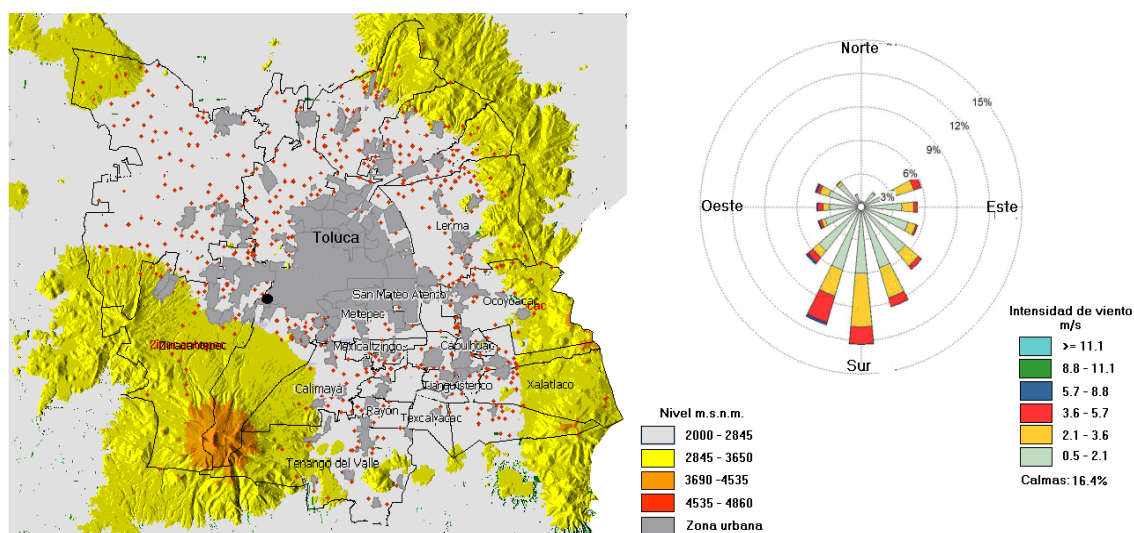 Toluca
Lerma
San Mateo Atenco
Ocoyoacac
Metepec
Mexicaltzingo
Capulhuac
Zinacantepec
Calimaya
Tianguistenco
Xalatlaco
Rayón
Texcalyacac
Tenango del Valle
Nivel m.s.n.m.
2000 - 2845
2845 - 3650
3690 -4535
4535 - 4860
Zona urbana
Norte
15%
12%
9%
6%
3%
Oeste
Este
Sur
Intensidad de viento
m/s
>= 11.1
8.8 - 11.1
5.7 - 8.8
3.6 - 5.7
2.1 - 3.6
0.5 - 2.1
Calmas: 16.4%